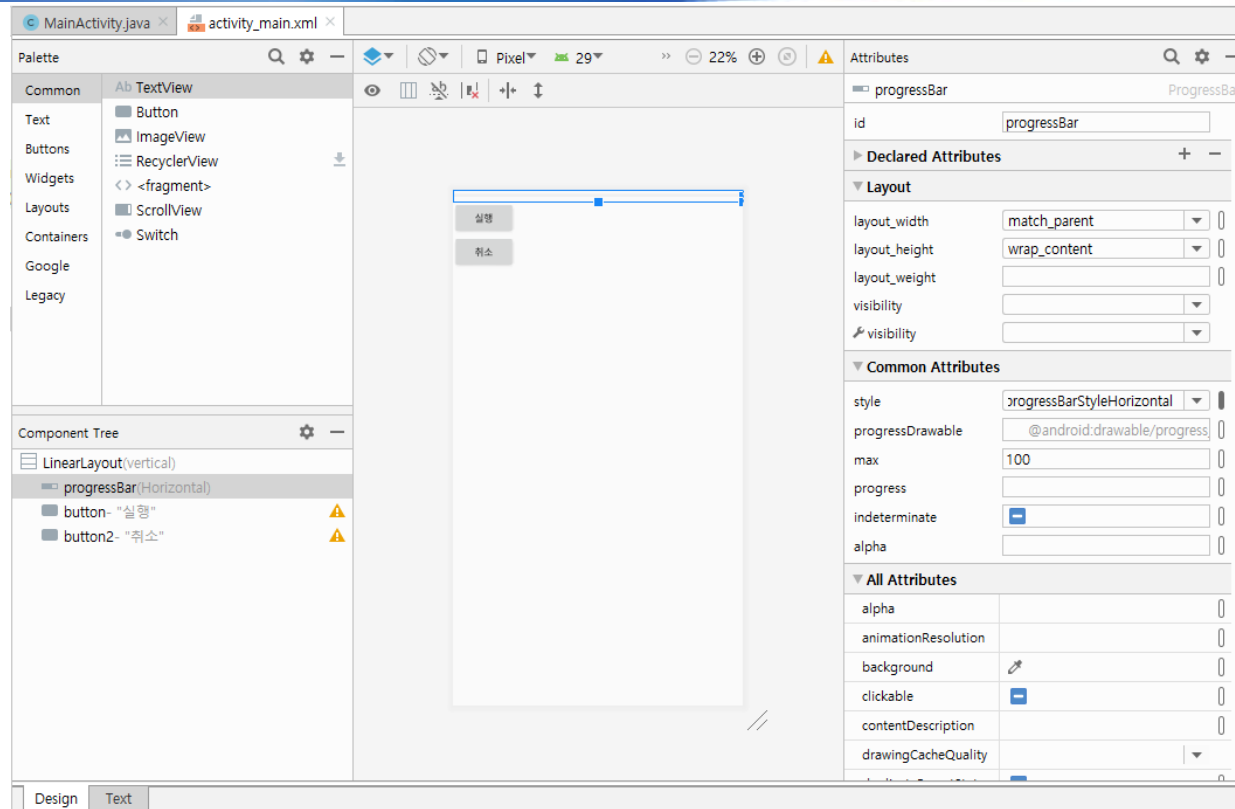 MainActivity.java
activity_main.xml
Palette
Common
Text
Buttons
Widgets
Layouts
Containers
Google
Legacy
Ab TextView
Button
ImageView
RecyclerView
<> <fragment>
ScrollView
Switch
Component Tree
LinearLayout(vertical)
progressBar(Horizontal)
button- "실행"
button2- "취소"
Pixel
29
22%
실행
취소
Attributes
progressBar ProgressBa
id progressBar
Declared Attributes
Layout
layout_width match_parent
layout_height wrap_content
layout_weight
visibility
visibility
Common Attributes
style progressBarStyleHorizontal
progressDrawable @android:drawable/progress
max 100
progress
indeterminate
alpha
All Attributes
alpha
animationResolution
background
clickable
contentDescription
drawingCacheQuality
Design Text